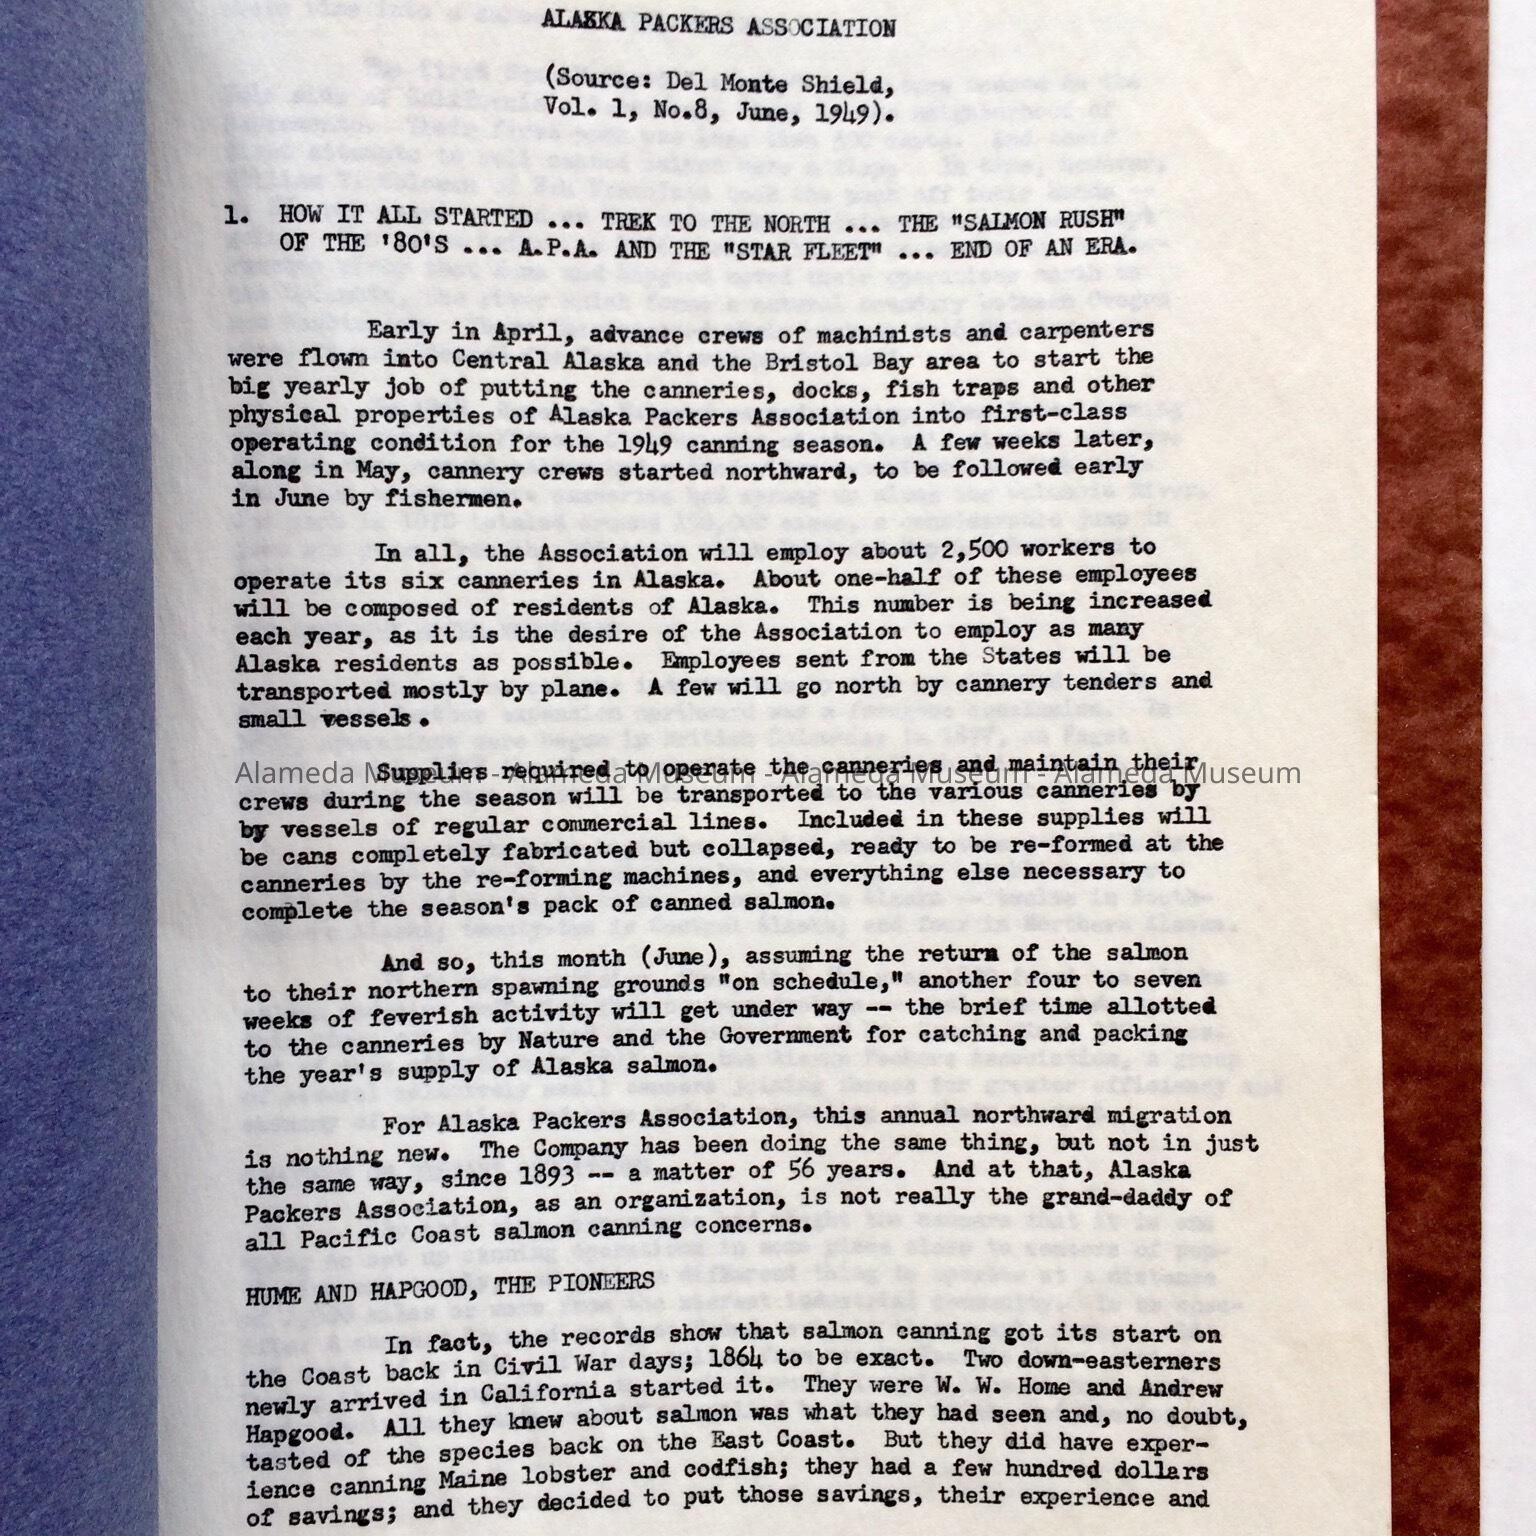 ALASKA PACKERS ASSOCIATION
(Source: Del Monte Shield,
Vol. 1, No.8, June, 1949).
1. HOW IT ALL STARTED ... TREK TO THE NORTH ... THE "SALMON RUSH"
OF THE '80'S ... A.P.A. AND THE "STAR FLEET" ... END OF AN ERA.
Early in April, advance crews of machinists and carpenters
were flown into Central Alaska and the Bristol Bay area to start the
big yearly job of putting the canneries, docks, fish traps and other
physical properties of Alaska Packers Association into first-class
operating condition for the 1949 canning season. A few weeks later,
along in May, cannery crews started northward, to be followed early
in June by fishermen.
In all, the Association will employ about 2,500 workers to
operate its six canneries in Alaska. About one-half of these employees
will be composed of residents of Alaska. This number is being increased
each year, as it is the desire of the Association to employ as many
Alaska residents as possible. Employees sent from the States will be
transported mostly by plane. A few will go north by cannery tenders and
small vessels.
Supplies required to operate the canneries and maintain their
Alameda Museum - Alameda Museum - Alameda Museum - Alameda Museum
crews during the season will be transported to the various canneries by
by vessels of regular commercial lines. Included in these supplies will
be cans completely fabricated but collapsed, ready to be re-formed at the
canneries by the re-forming machines, and everything else necessary to
complete the season's pack of canned salmon.
And so, this month (June), assuming the return of the salmon
to their northern spawning grounds "on schedule," another four to seven
weeks of feverish activity will get under way -- the brief time allotted
to the canneries by Nature and the Government for catching and packing
the year's supply of Alaska salmon.
For Alaska Packers Association, this annual northward migration
is nothing new. The Company has been doing the same thing, but not in just
the same way, since 1893 -- a matter of 56 years. And at that, Alaska
Packers Association, as an organization, is not really the grand-daddy of
all Pacific Coast salmon canning concerns.
HUME AND HAPGOOD, THE PIONEERS
In fact, the records show that salmon canning got its start on
the Coast back in Civil War days; 1864 to be exact. Two down-easterners
newly arrived in California started it. They were W. W. Home and Andrew
Hapgood. All they knew about salmon was what they had seen and, no doubt,
tasted of the species back on the East Coast. But they did have exper-
ience canning Maine lobster and codfish; they had a few hundred dollars
of savings; and they decided to put those savings, their experience and